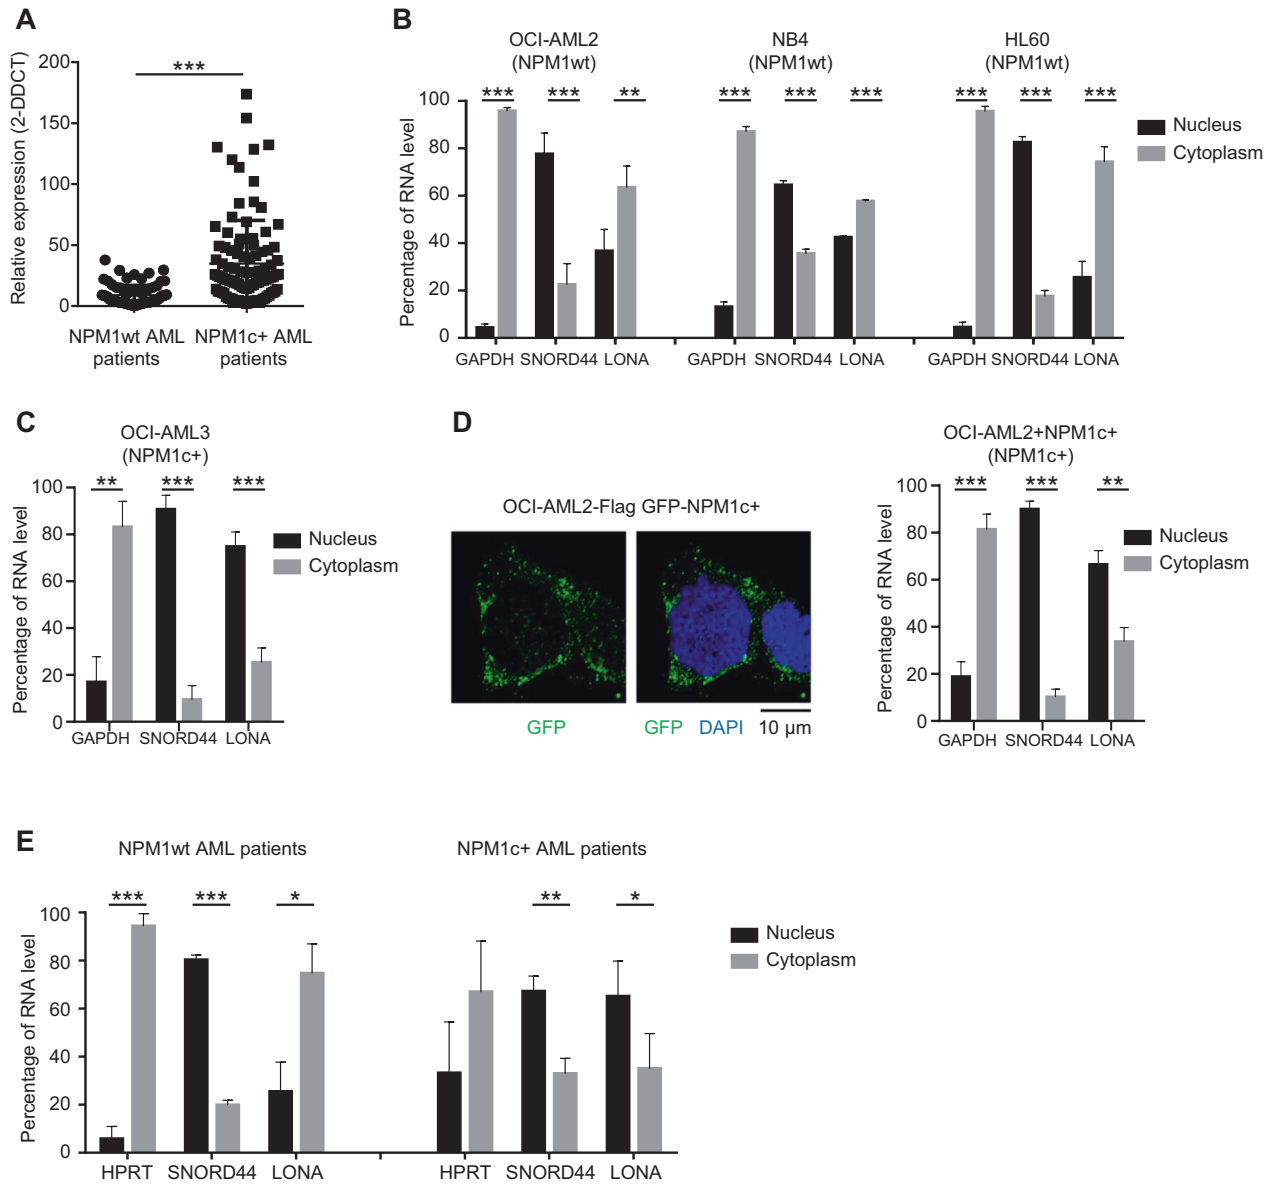 A
Relative expression (2-DDCT)
200
150
100
50
0
***
NPM1wt AML
patients
NPM1c+ AML
patients
B
OCI-AML2
(NPM1wt)
NB4
(NPM1wt)
HL60
(NPM1wt)
*** *** ** *** *** *** *** *** ***
Percentage of RNA level
100
80
60
40
20
0
GAPDH SNORD44 LONA
GAPDH SNORD44 LONA
GAPDH SNORD44 LONA
Nucleus
Cytoplasm
C
OCI-AML3
(NPM1c+)
** *** ***
Percentage of RNA level
100
80
60
40
20
0
GAPDH SNORD44 LONA
Nucleus
Cytoplasm
D
OCI-AML2-Flag GFP-NPM1c+
GFP
GFP DAPI 10 µm
OCI-AML2+NPM1c+
(NPM1c+)
*** *** **
Percentage of RNA level
100
80
60
40
20
0
GAPDH SNORD44 LONA
Nucleus
Cytoplasm
E
NPM1wt AML patients
NPM1c+ AML patients
*** *** * ** *
Percentage of RNA level
100
80
60
40
20
0
HPRT SNORD44 LONA
HPRT SNORD44 LONA
Nucleus
Cytoplasm